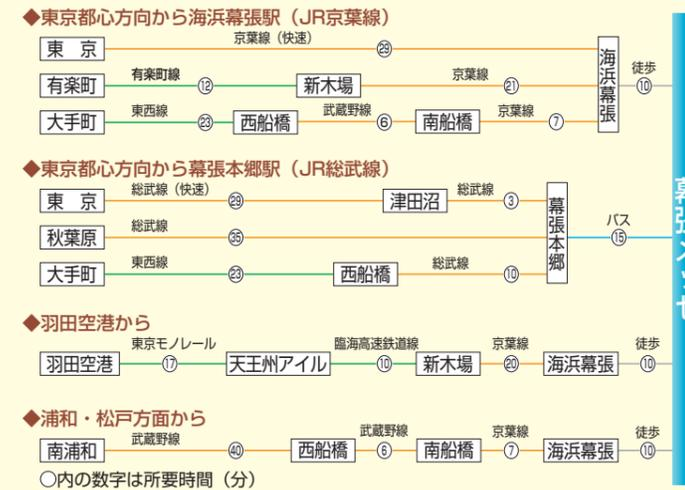 ◆東京都心方向から海浜幕張駅（JR京葉線）
東　京 京葉線（快速） 29 海浜幕張 徒歩 10
有楽町 有楽町線 12 新木場 京葉線 21
大手町 東西線 23 西船橋 武蔵野線 6 南船橋 京葉線 7
◆東京都心方向から幕張本郷駅（JR総武線）
東　京 総武線（快速） 29 津田沼 総武線 3 幕張本郷
秋葉原 総武線 35 バス 15
大手町 東西線 23 西船橋 総武線 10
幕張メッセ
◆羽田空港から
羽田空港 東京モノレール 17 天王州アイル 臨海高速鉄道線 10 新木場 京葉線 20 海浜幕張 徒歩 10
◆浦和・松戸方面から
南浦和 武蔵野線 40 西船橋 武蔵野線 6 南船橋 京葉線 7 海浜幕張 徒歩 10
○内の数字は所要時間（分）